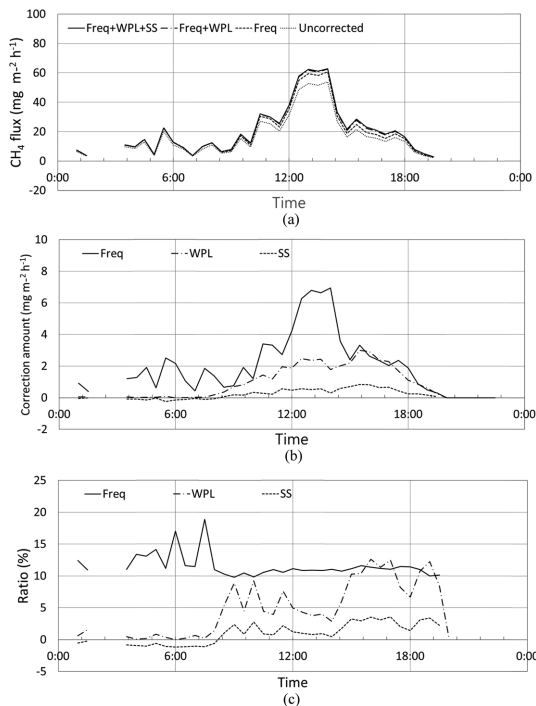 Freq+WPL+SS Freq+WPL Freq Uncorrected
100
80
60
40
20
0
-20
CH4 flux (mg m-2 h-1)
0:00 6:00 12:00 18:00 0:00
Time
(a)
Freq WPL SS
10
8
6
4
2
0
-2
Correction amount (mg m-2 h-1)
0:00 6:00 12:00 18:00 0:00
Time
(b)
Freq WPL SS
25
20
15
10
5
0
-5
Ratio (%)
0:00 6:00 12:00 18:00 0:00
Time
(c)